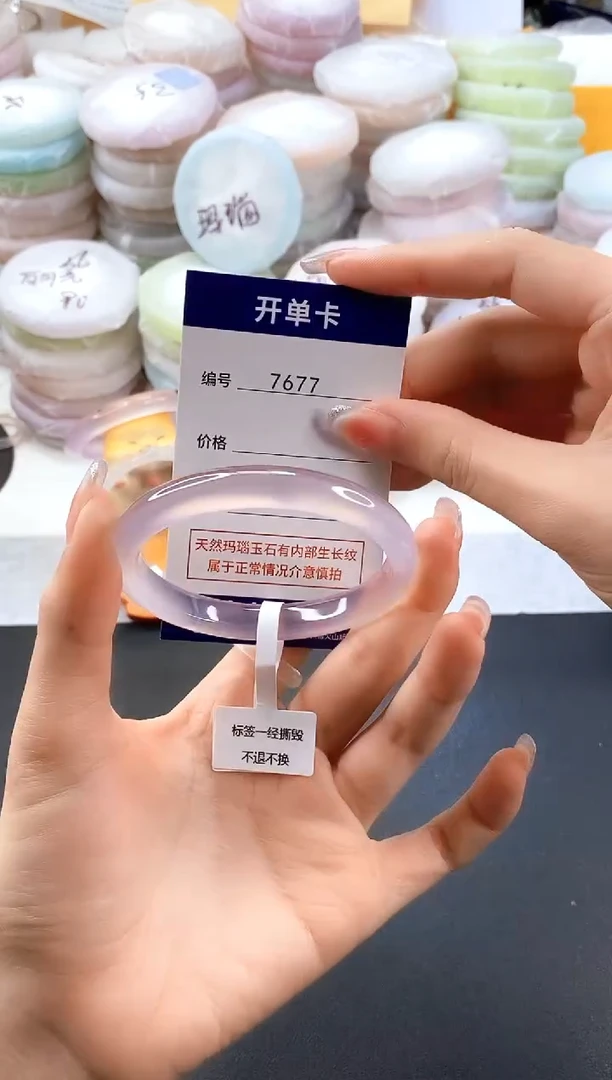 玛瑙
开单卡
编号 7677
价格
天然玛瑙玉石有内部生长纹
属于正常情况介意慎拍
标签一经撕毁
不退不换